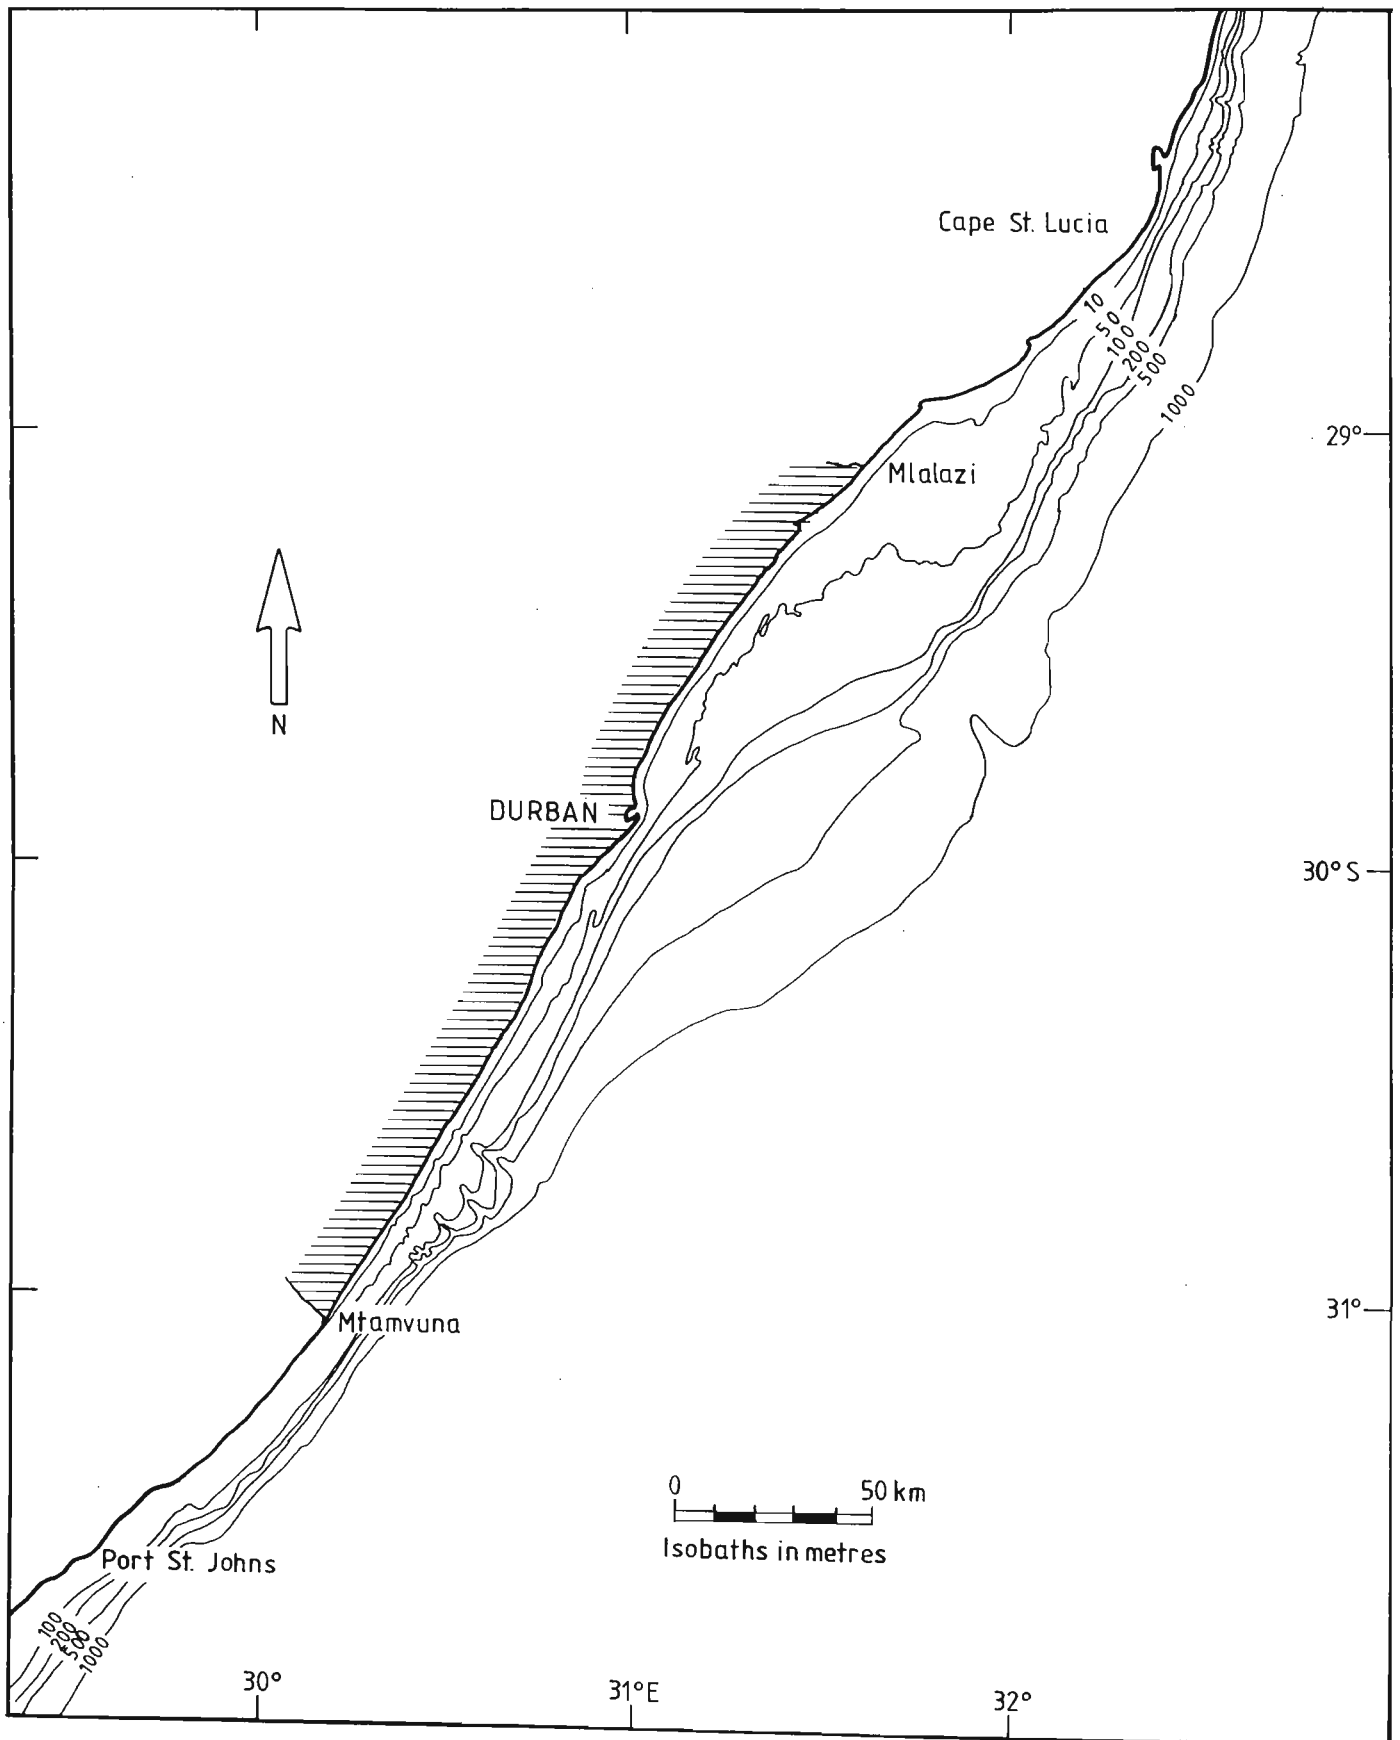 Cape St. Lucia
10
50
100
200
500
1000
29°
Mlalazi
N
DURBAN
30° S
31°
Mtamvuna
0 50 km
Isobaths in metres
Port St. Johns
100
200
500
1000
30°
31°E
32°